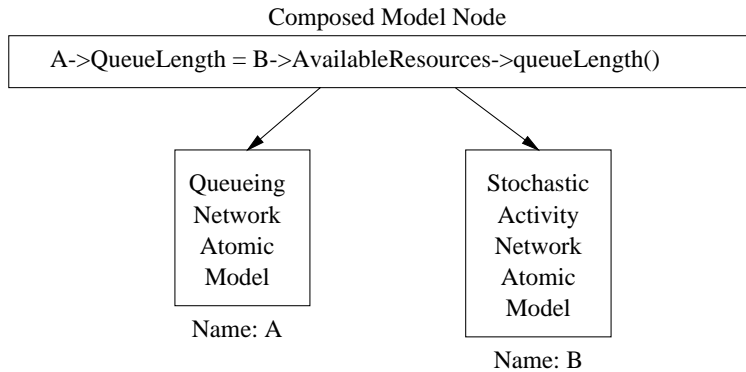 Composed Model Node
A->QueueLength = B->AvailableResources->queueLength()
Queueing
Network
Atomic
Model
Name: A
Stochastic
Activity
Network
Atomic
Model
Name: B